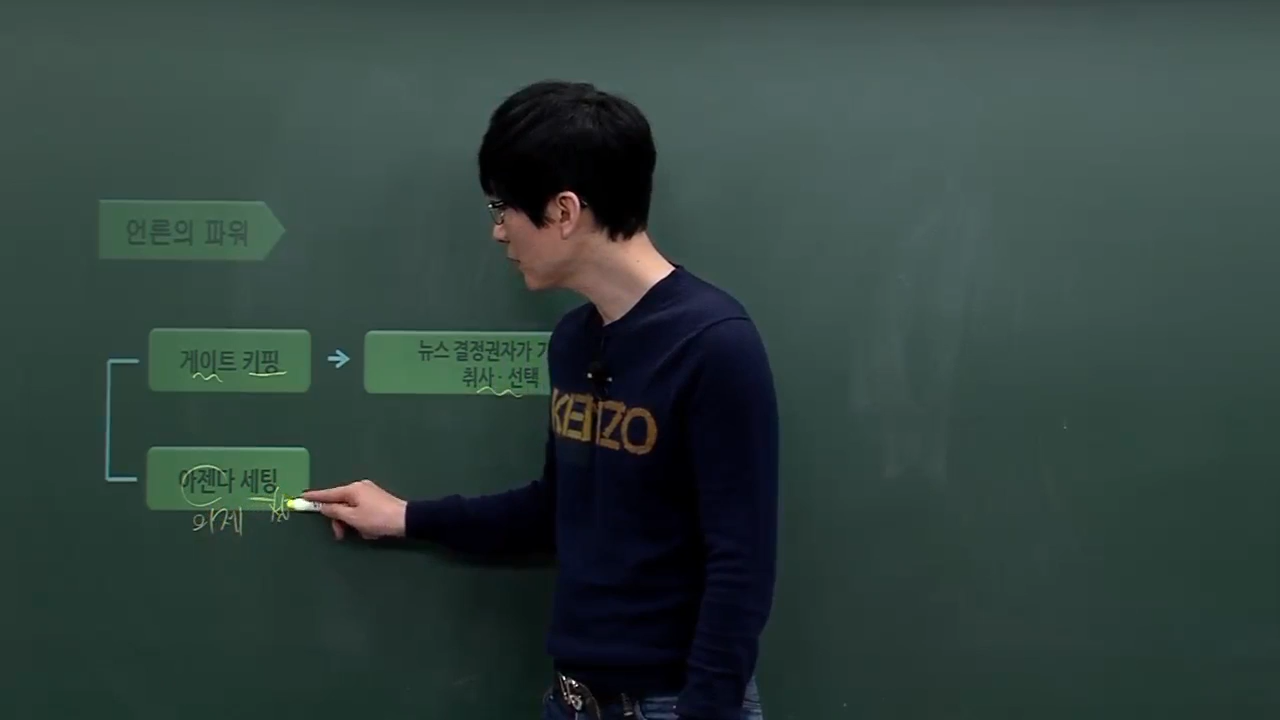 언론의 파워
게이트 키핑
뉴스 결정권자가
취사·선택
아젠다 세팅
의제
KENZO